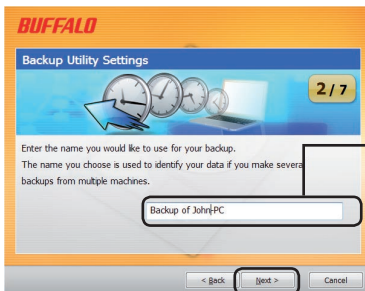 BUFFALO
Backup Utility Settings
2 / 7
Enter the name you would like to use for your backup.
The name you choose is used to identify your data if you make severa
backups from multiple machines.
Backup of John-PC
< Back Next > Cancel